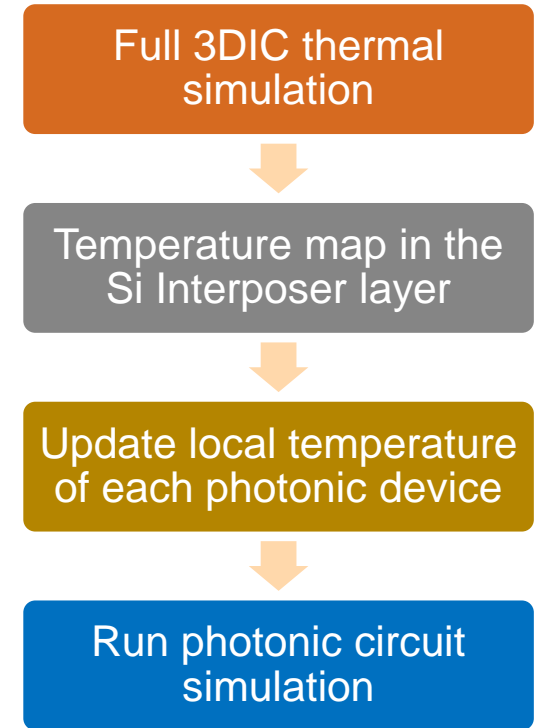 Full 3DIC thermal
simulation
Temperature map in the
Si Interposer layer
Update local temperature
of each photonic device
Run photonic circuit
simulation